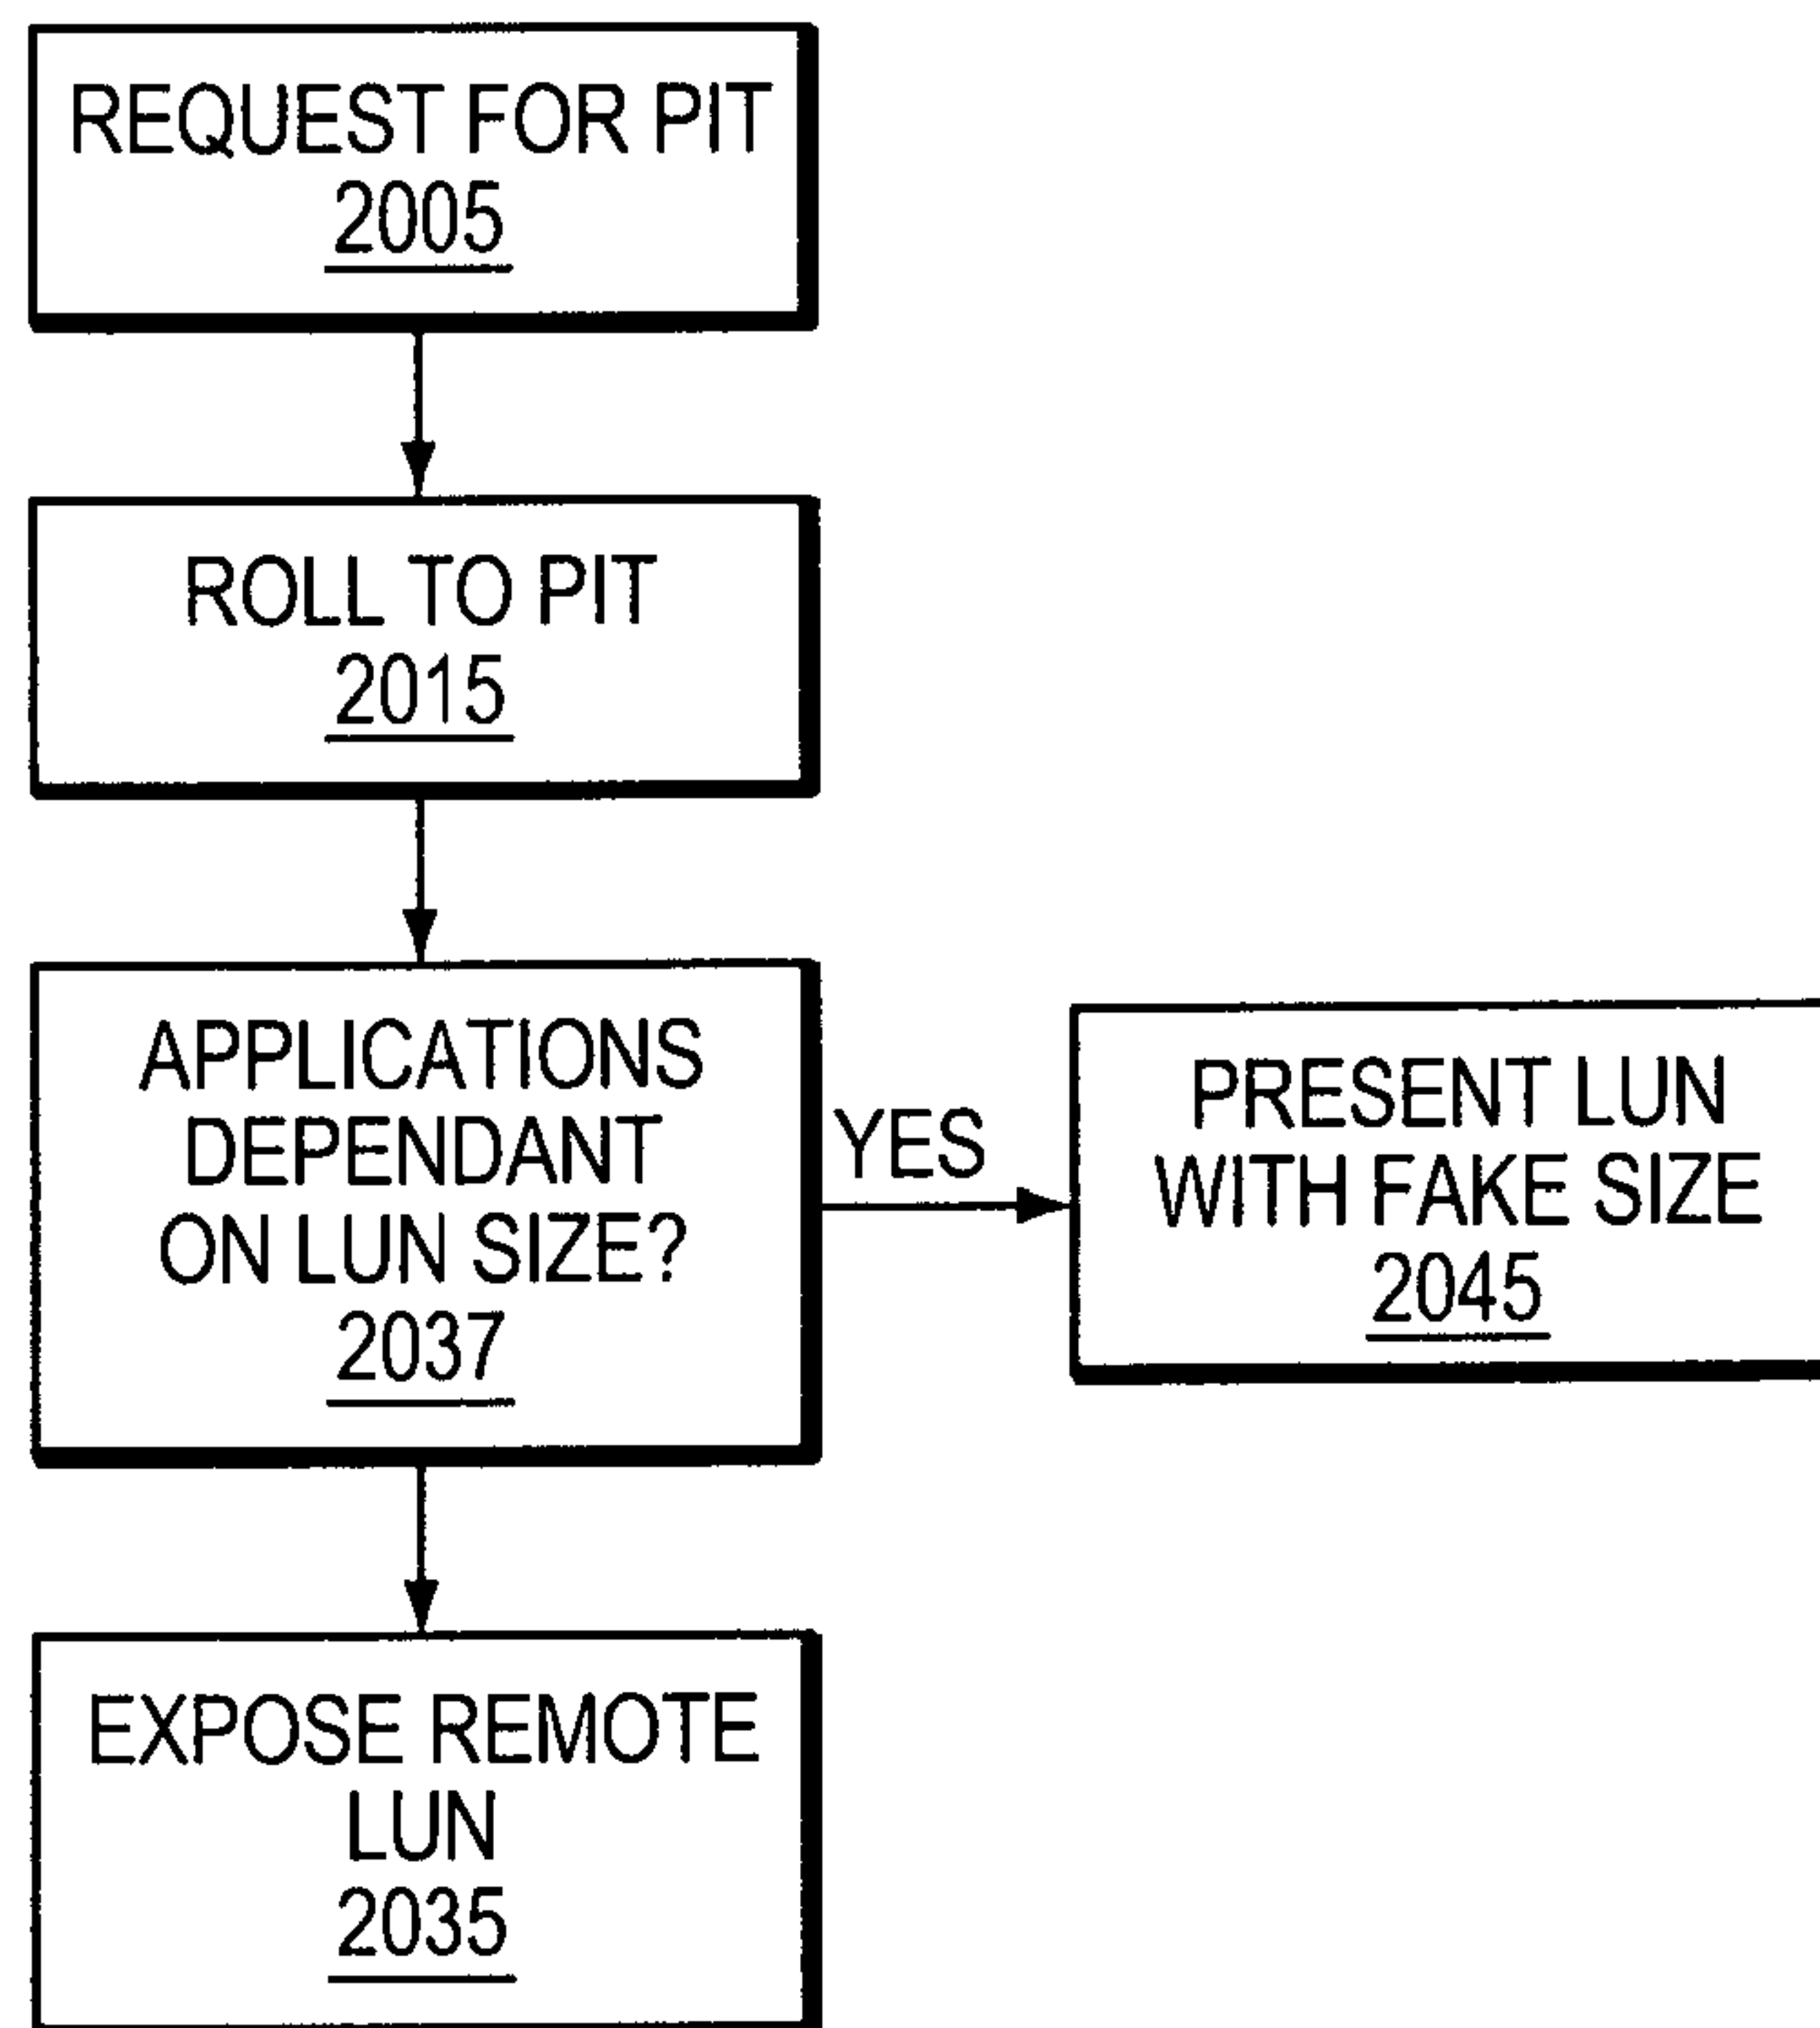 REQUEST FOR PIT
2005
ROLL TO PIT
2015
APPLICATIONS
DEPENDANT
ON LUN SIZE?
2037
YES
PRESENT LUN
WITH FAKE SIZE
2045
EXPOSE REMOTE
LUN
2035